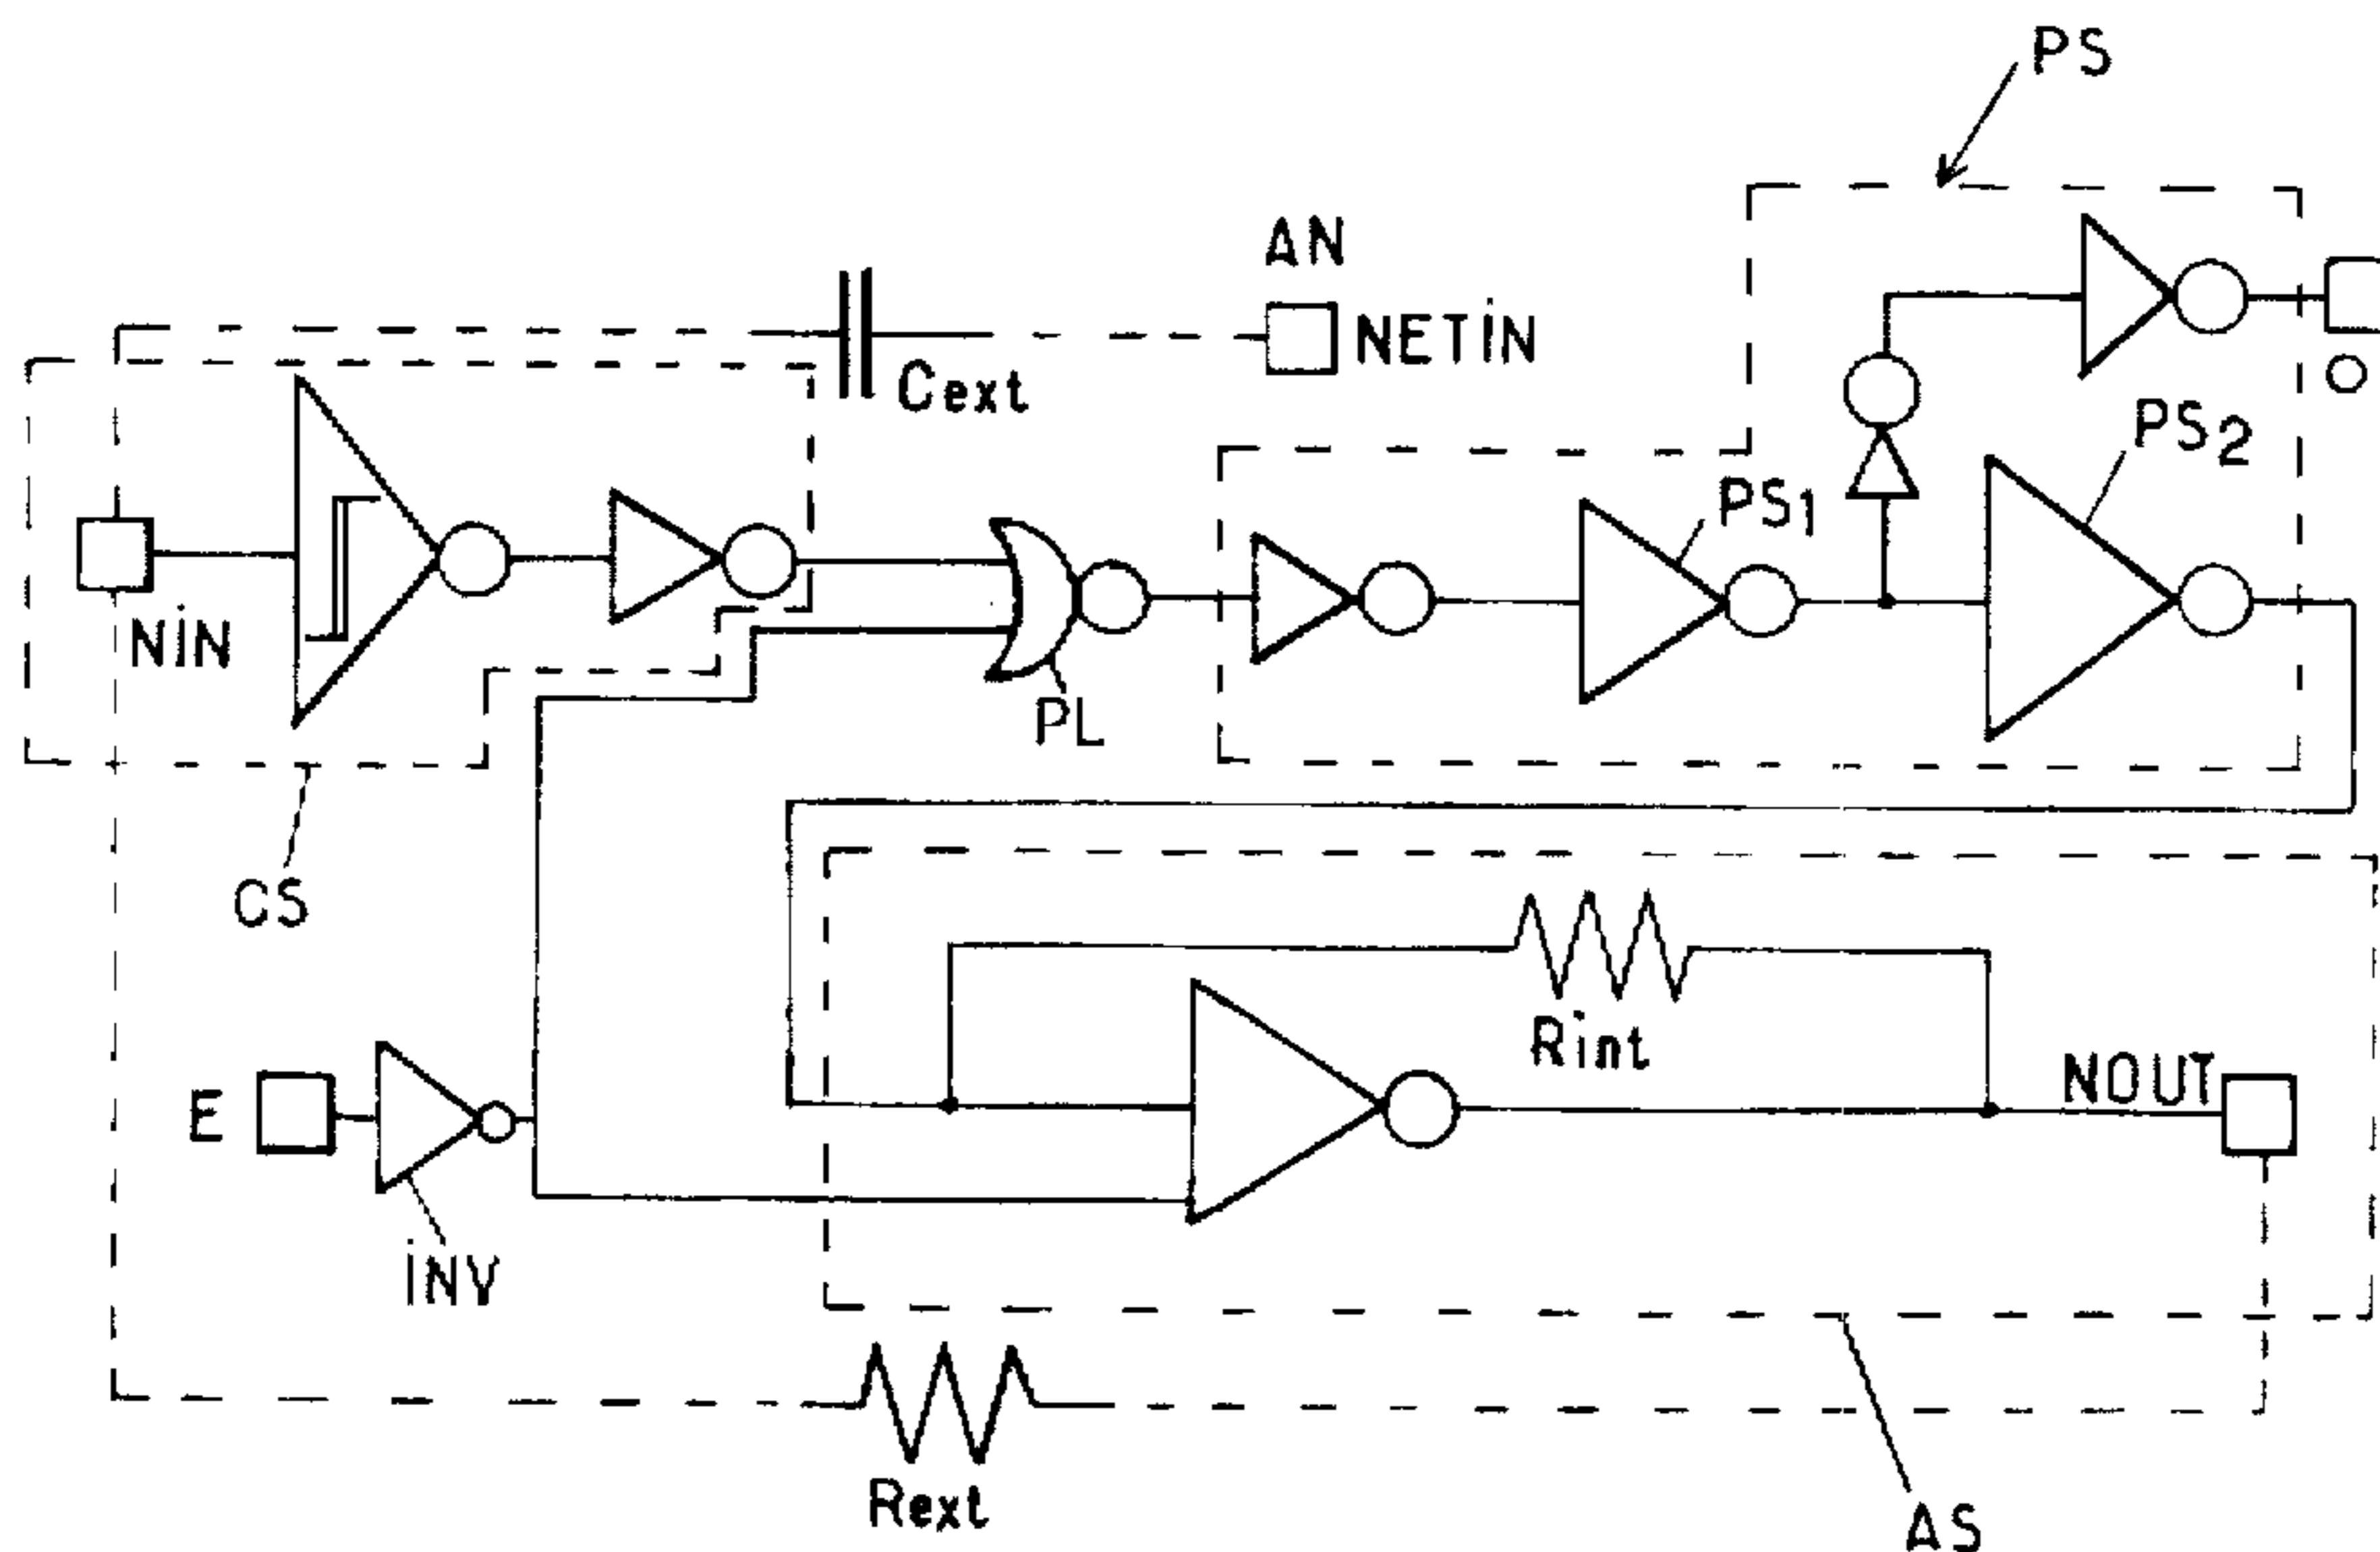 PS
AN
NETİN
Cext
PS2
PS1
NİN
PL
CS
Rint
NOUT
E
İNV
Rext
AS